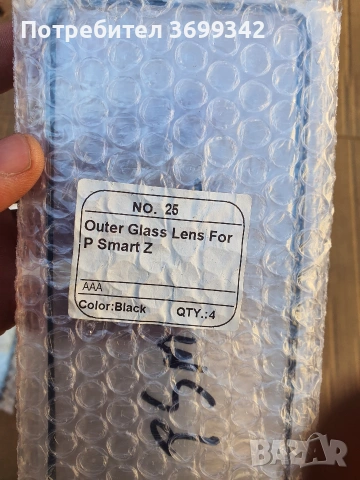 Потребител 3699342
NO. 25
Outer Glass Lens For
P Smart Z
AAA
Color:Black QTY.:4
BAZAR